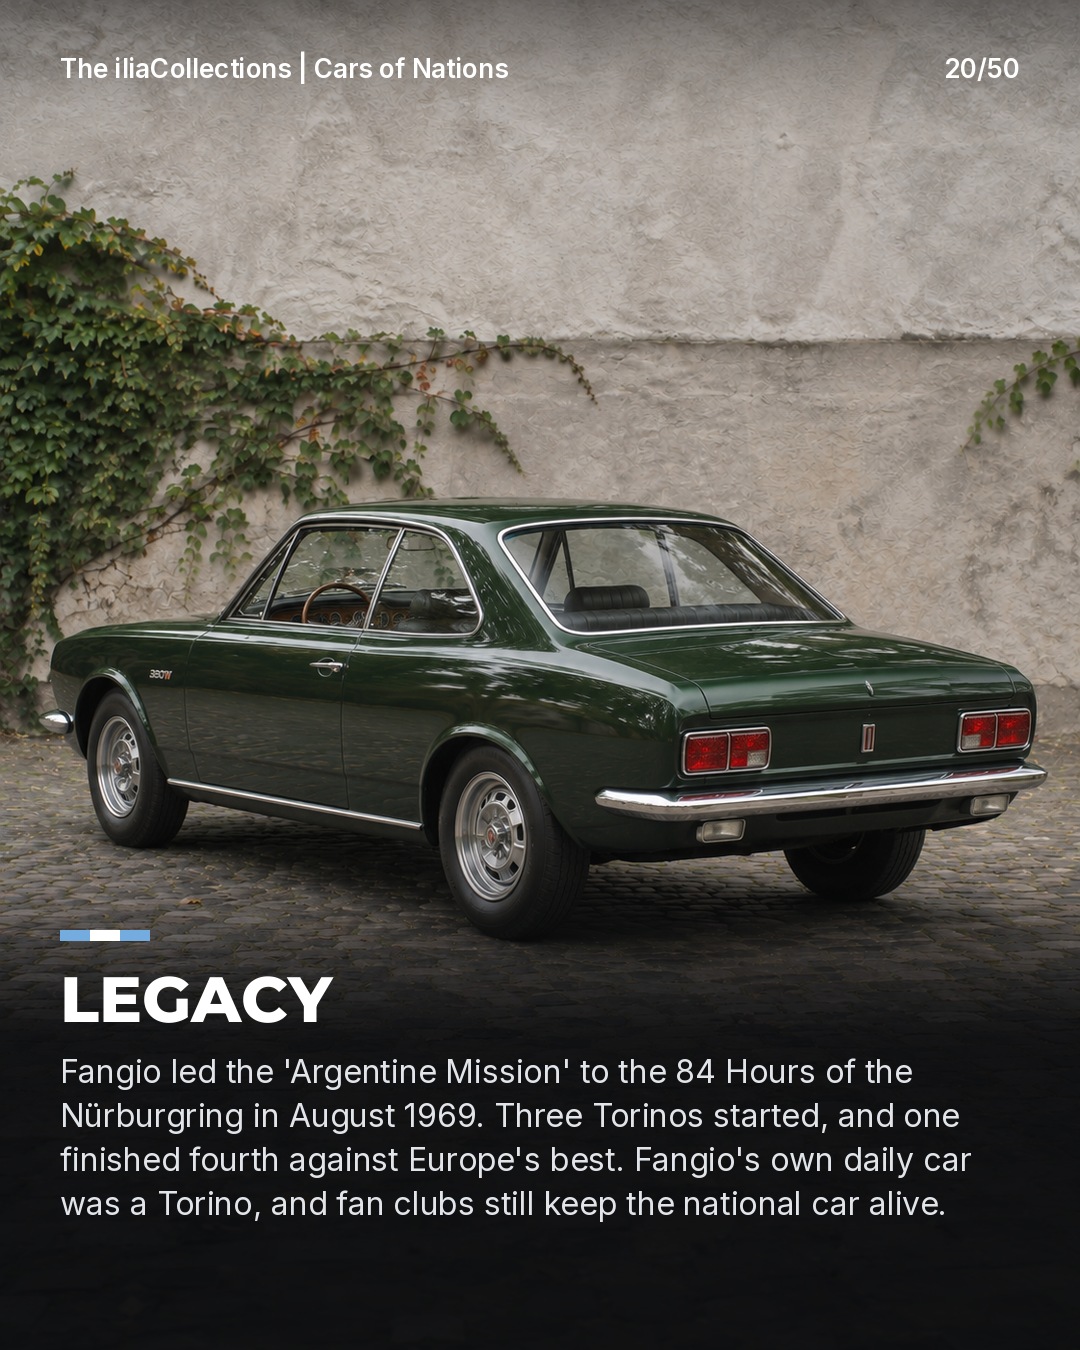 The iliaCollections | Cars of Nations
20/50
380W
LEGACY
Fangio led the 'Argentine Mission' to the 84 Hours of the
Nürburgring in August 1969. Three Torinos started, and one
finished fourth against Europe's best. Fangio's own daily car
was a Torino, and fan clubs still keep the national car alive.